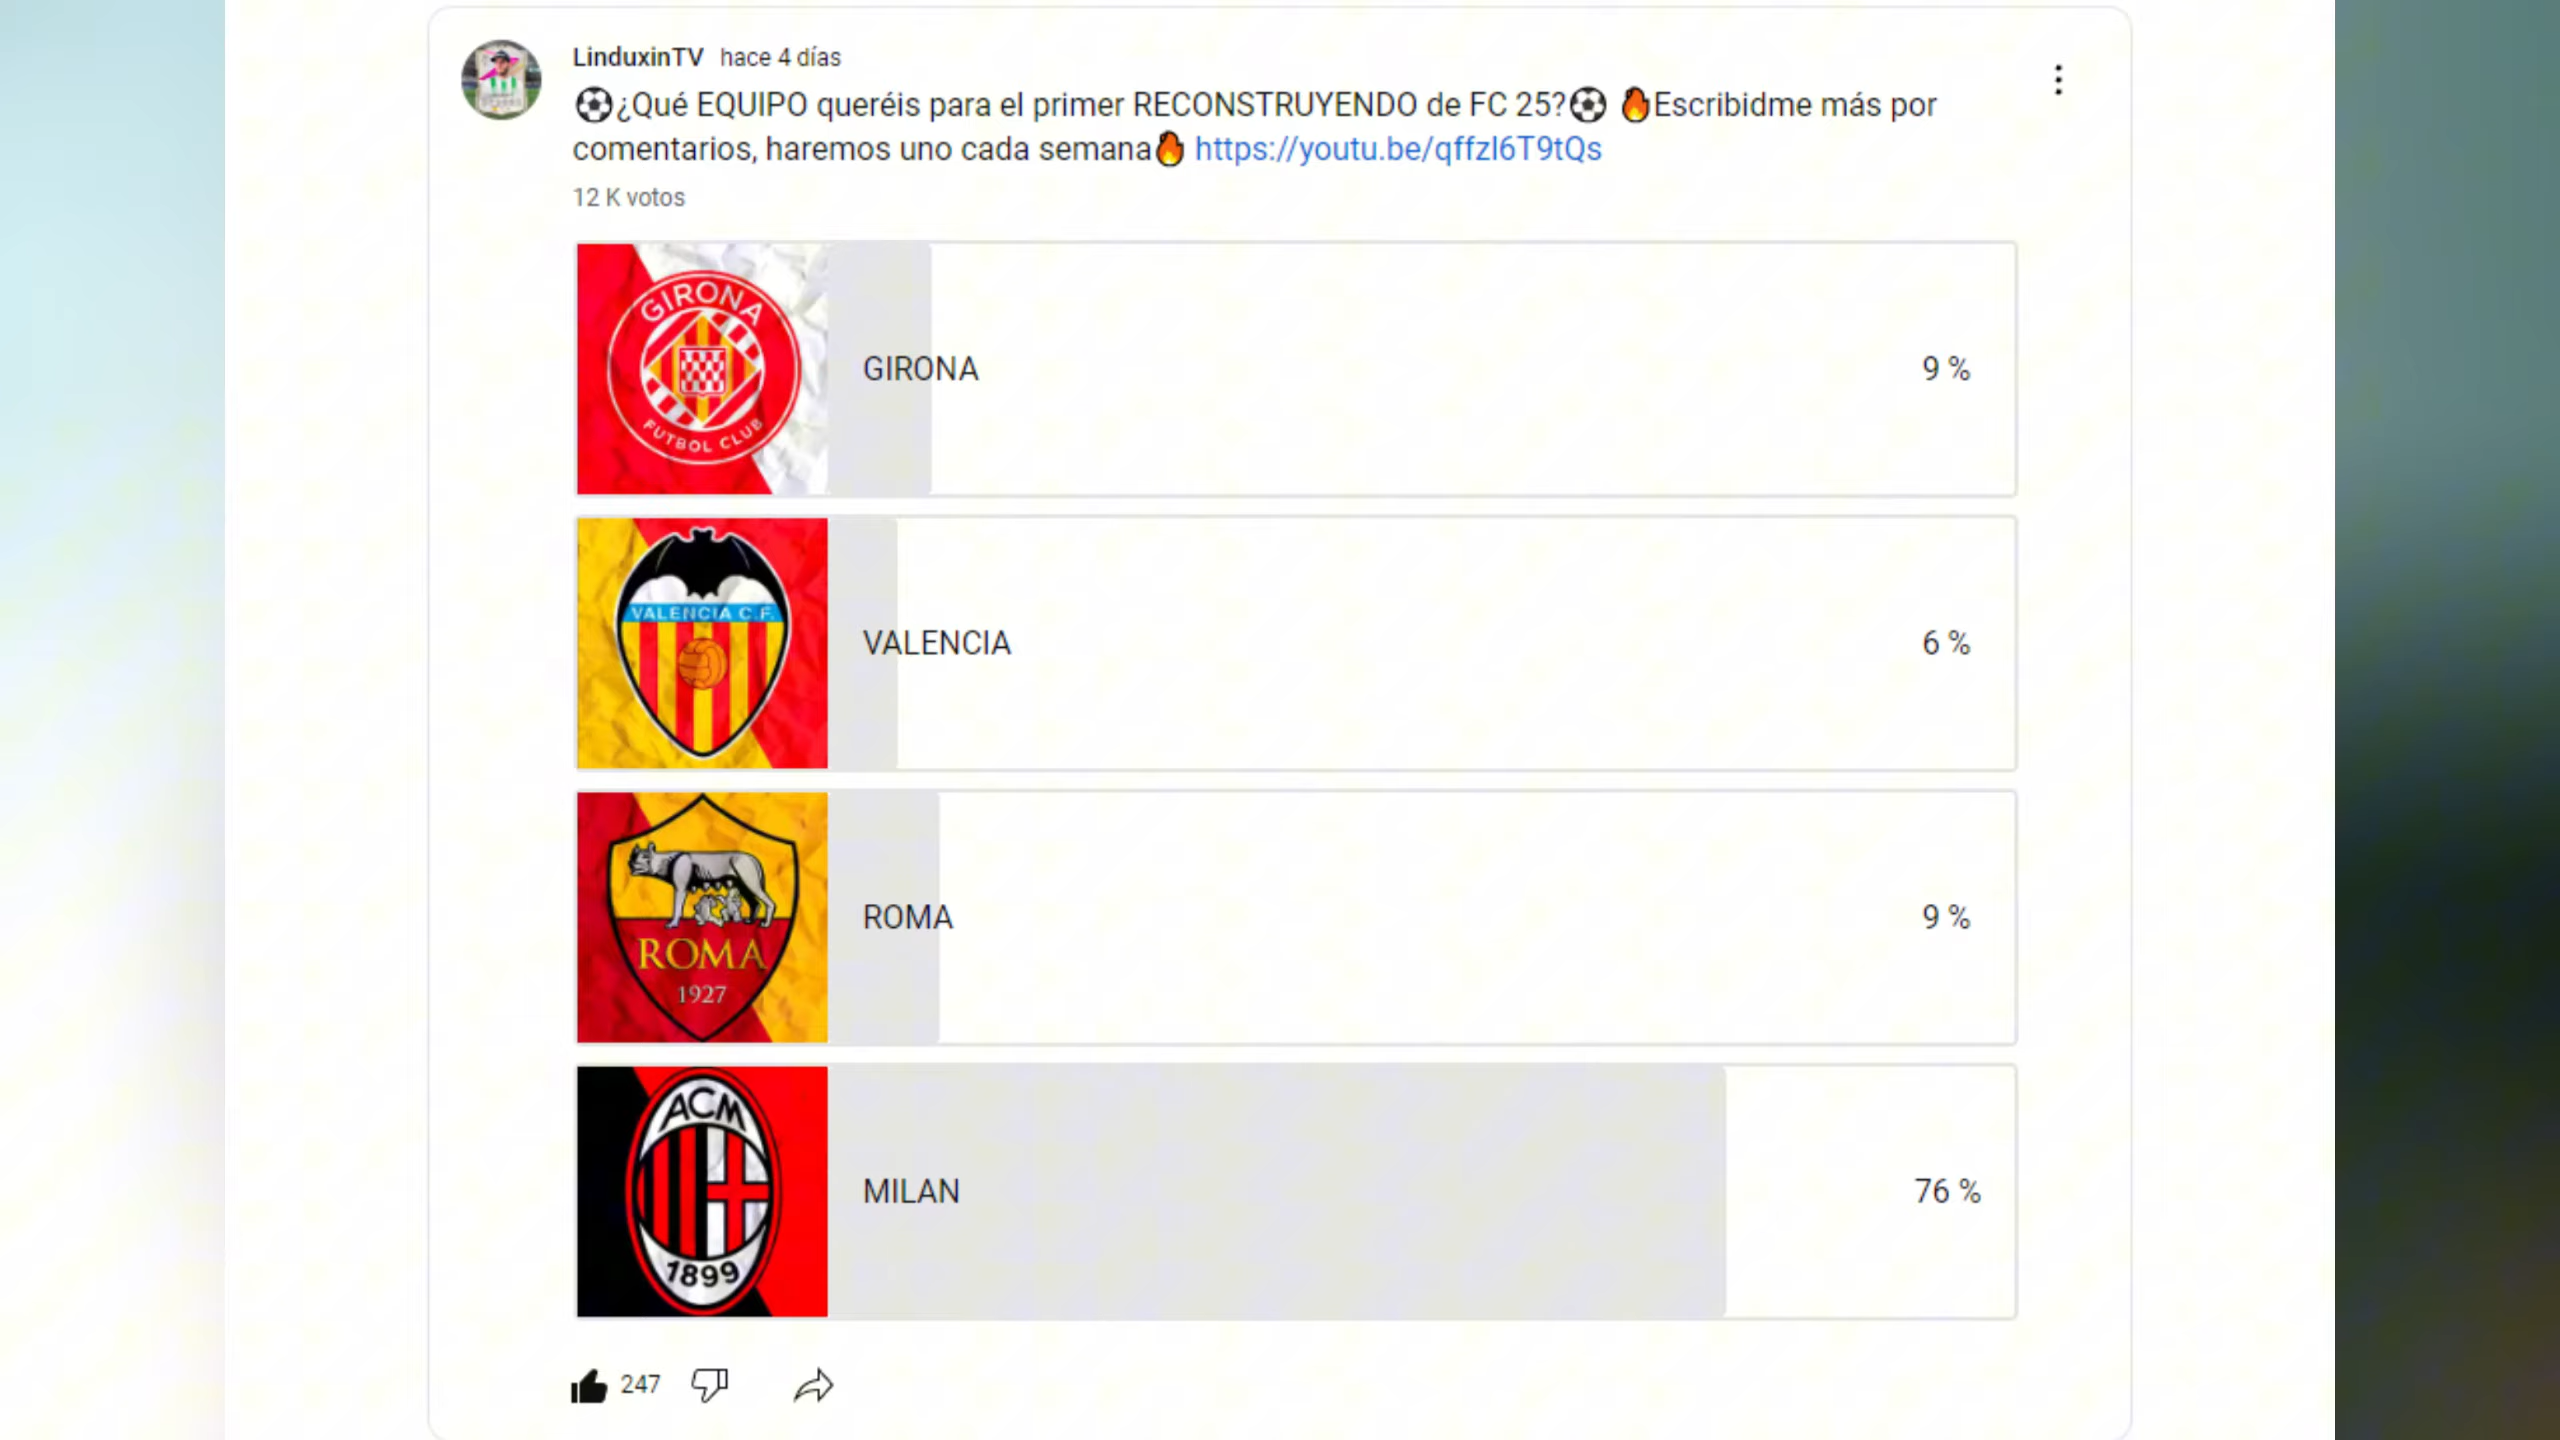 LinduxinTV hace 4 días
⚽¿Qué EQUIPO queréis para el primer RECONSTRUYENDO de FC 25?⚽ 🔥Escribidme más por
comentarios, haremos uno cada semana🔥 https://youtu.be/qffzl6T9tQs
12 K votos
GIRONA
FUTBOL CLUB
GIRONA 9 %
VALENCIA C.F.
VALENCIA 6 %
ROMA
1927
ROMA 9 %
ACM
1899
MILAN 76 %
247